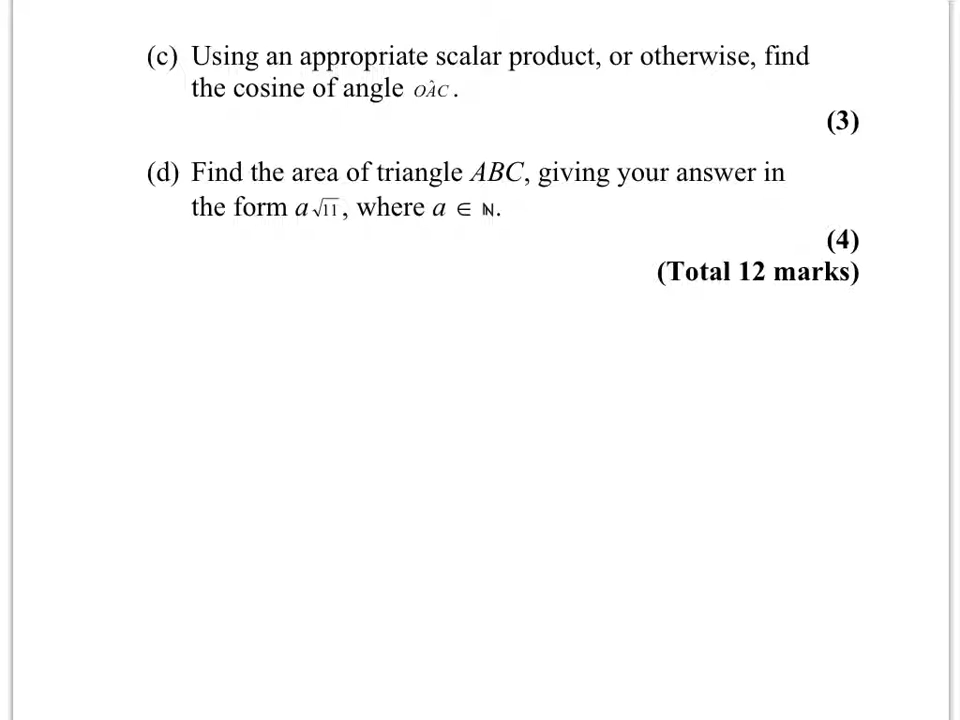 (c) Using an appropriate scalar product, or otherwise, find
the cosine of angle OÂC.
(3)
(d) Find the area of triangle ABC, giving your answer in
the form a√11, where a ∈ ℕ.
(4)
(Total 12 marks)